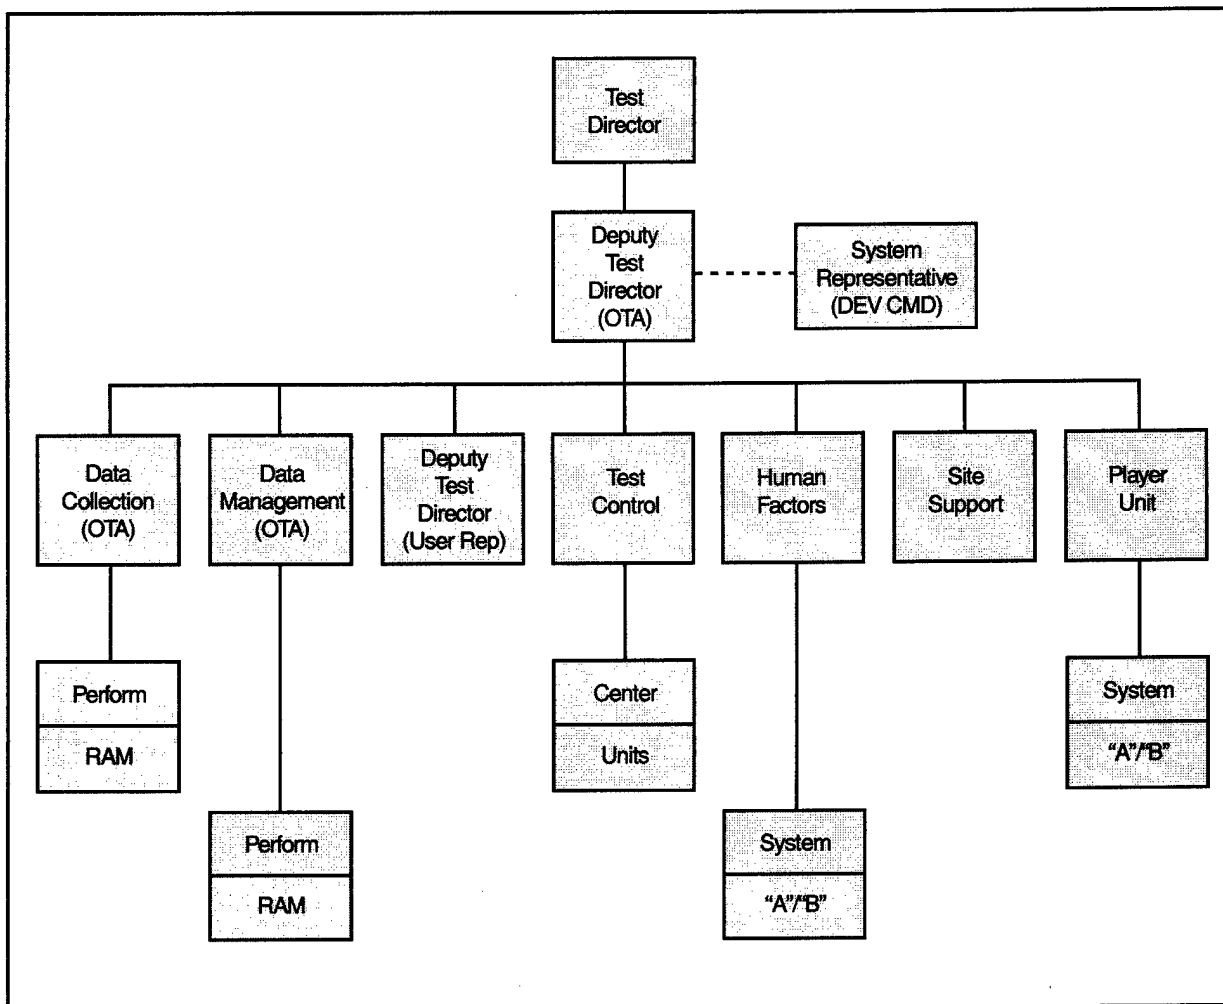 Test
Director
Deputy
Test
Director
(OTA)
System
Representative
(DEV CMD)
Data
Collection
(OTA)
Data
Management
(OTA)
Deputy
Test
Director
(User Rep)
Test
Control
Human
Factors
Site
Support
Player
Unit
Perform
RAM
Center
Units
System
“A”/“B”
Perform
RAM
System
“A”/“B”